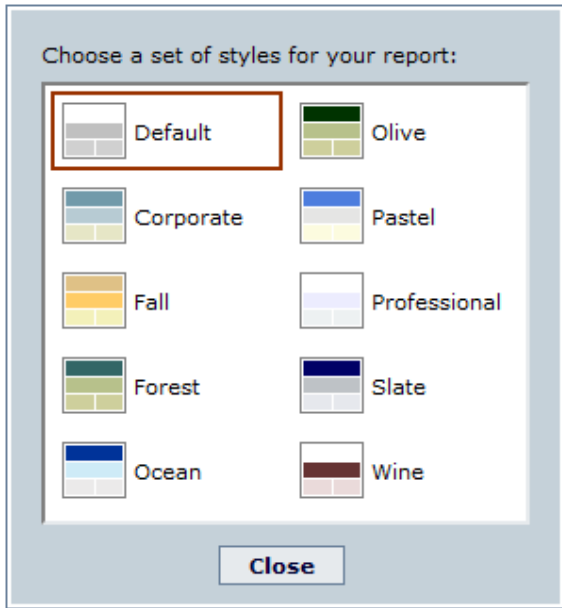 Choose a set of styles for your report:
Default
Olive
Corporate
Pastel
Fall
Professional
Forest
Slate
Ocean
Wine
Close